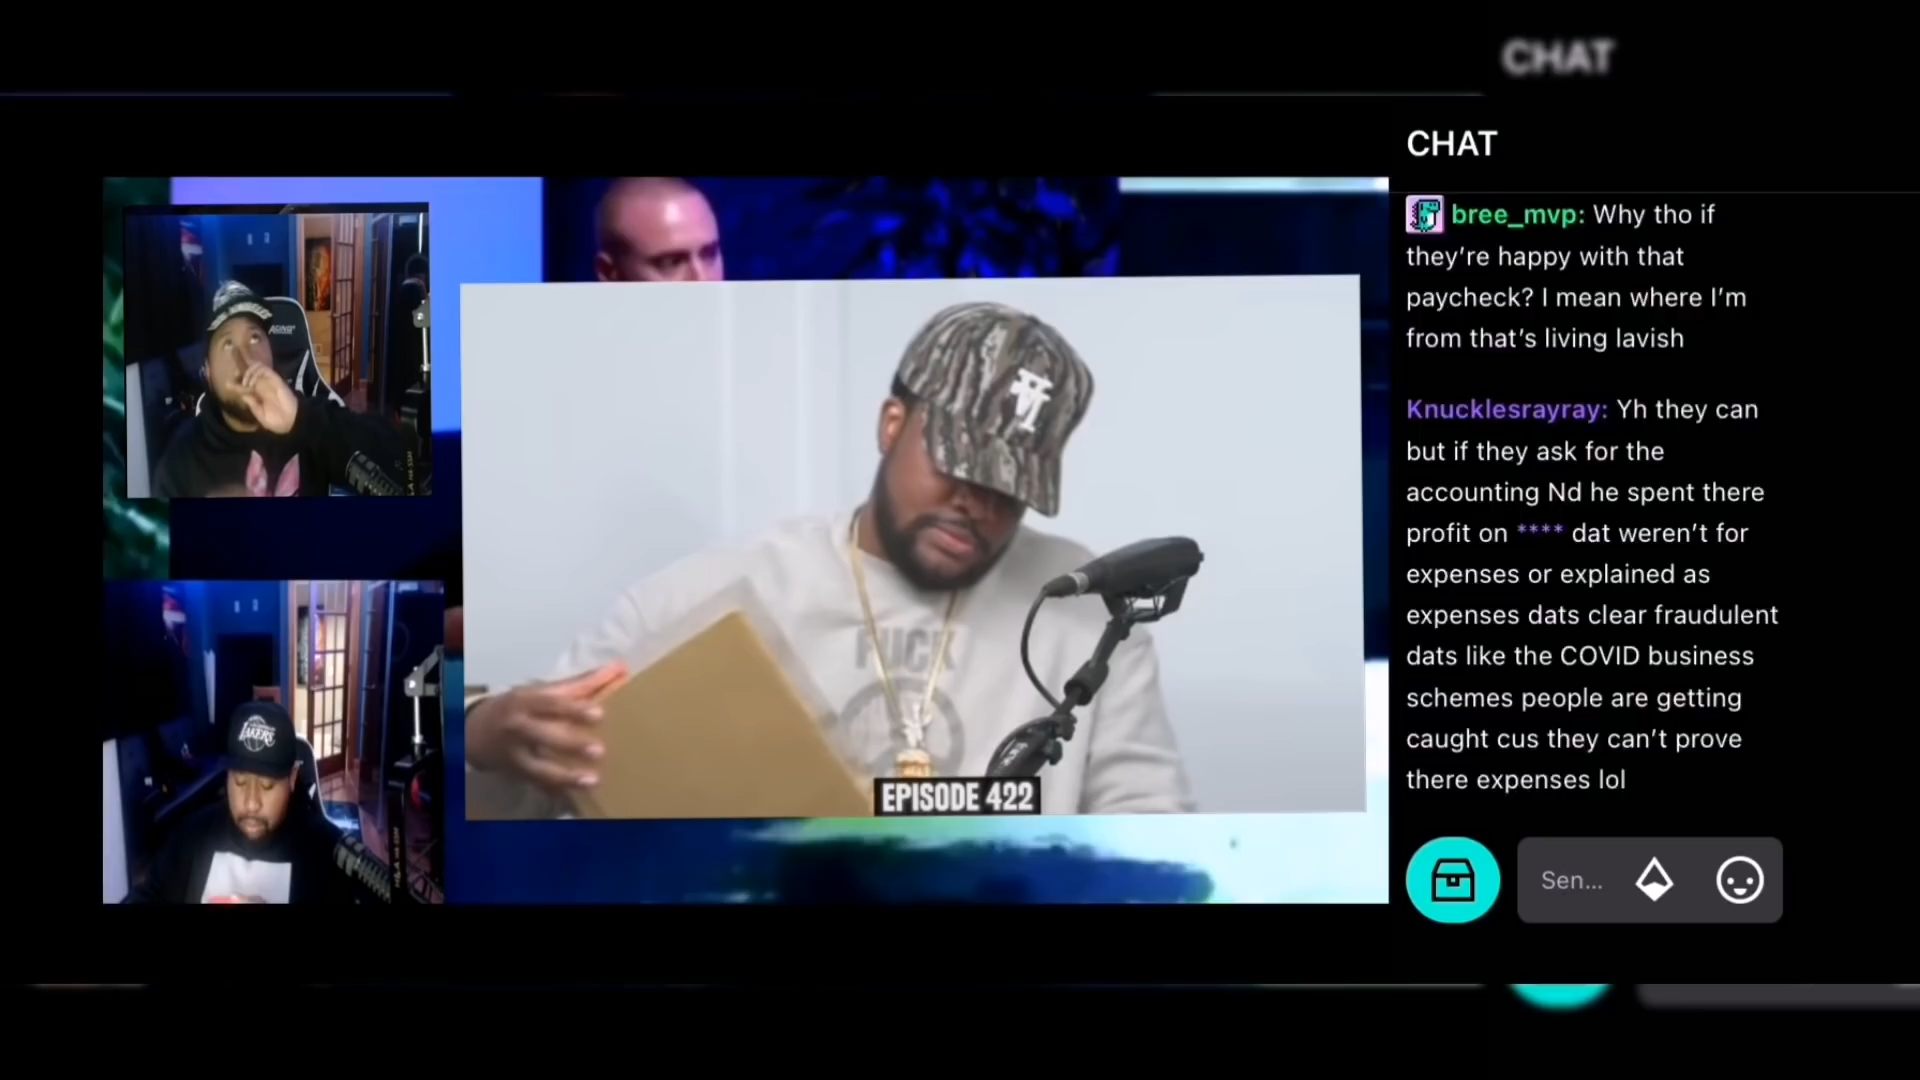 CHAT
CHAT
bree_mvp: Why tho if
they’re happy with that
paycheck? I mean where I’m
from that’s living lavish
Knucklesrayray: Yh they can
but if they ask for the
accounting Nd he spent there
profit on **** dat weren’t for
expenses or explained as
expenses dats clear fraudulent
dats like the COVID business
schemes people are getting
caught cus they can’t prove
there expenses lol
Sen...
FUCK
EPISODE 422
LAKERS